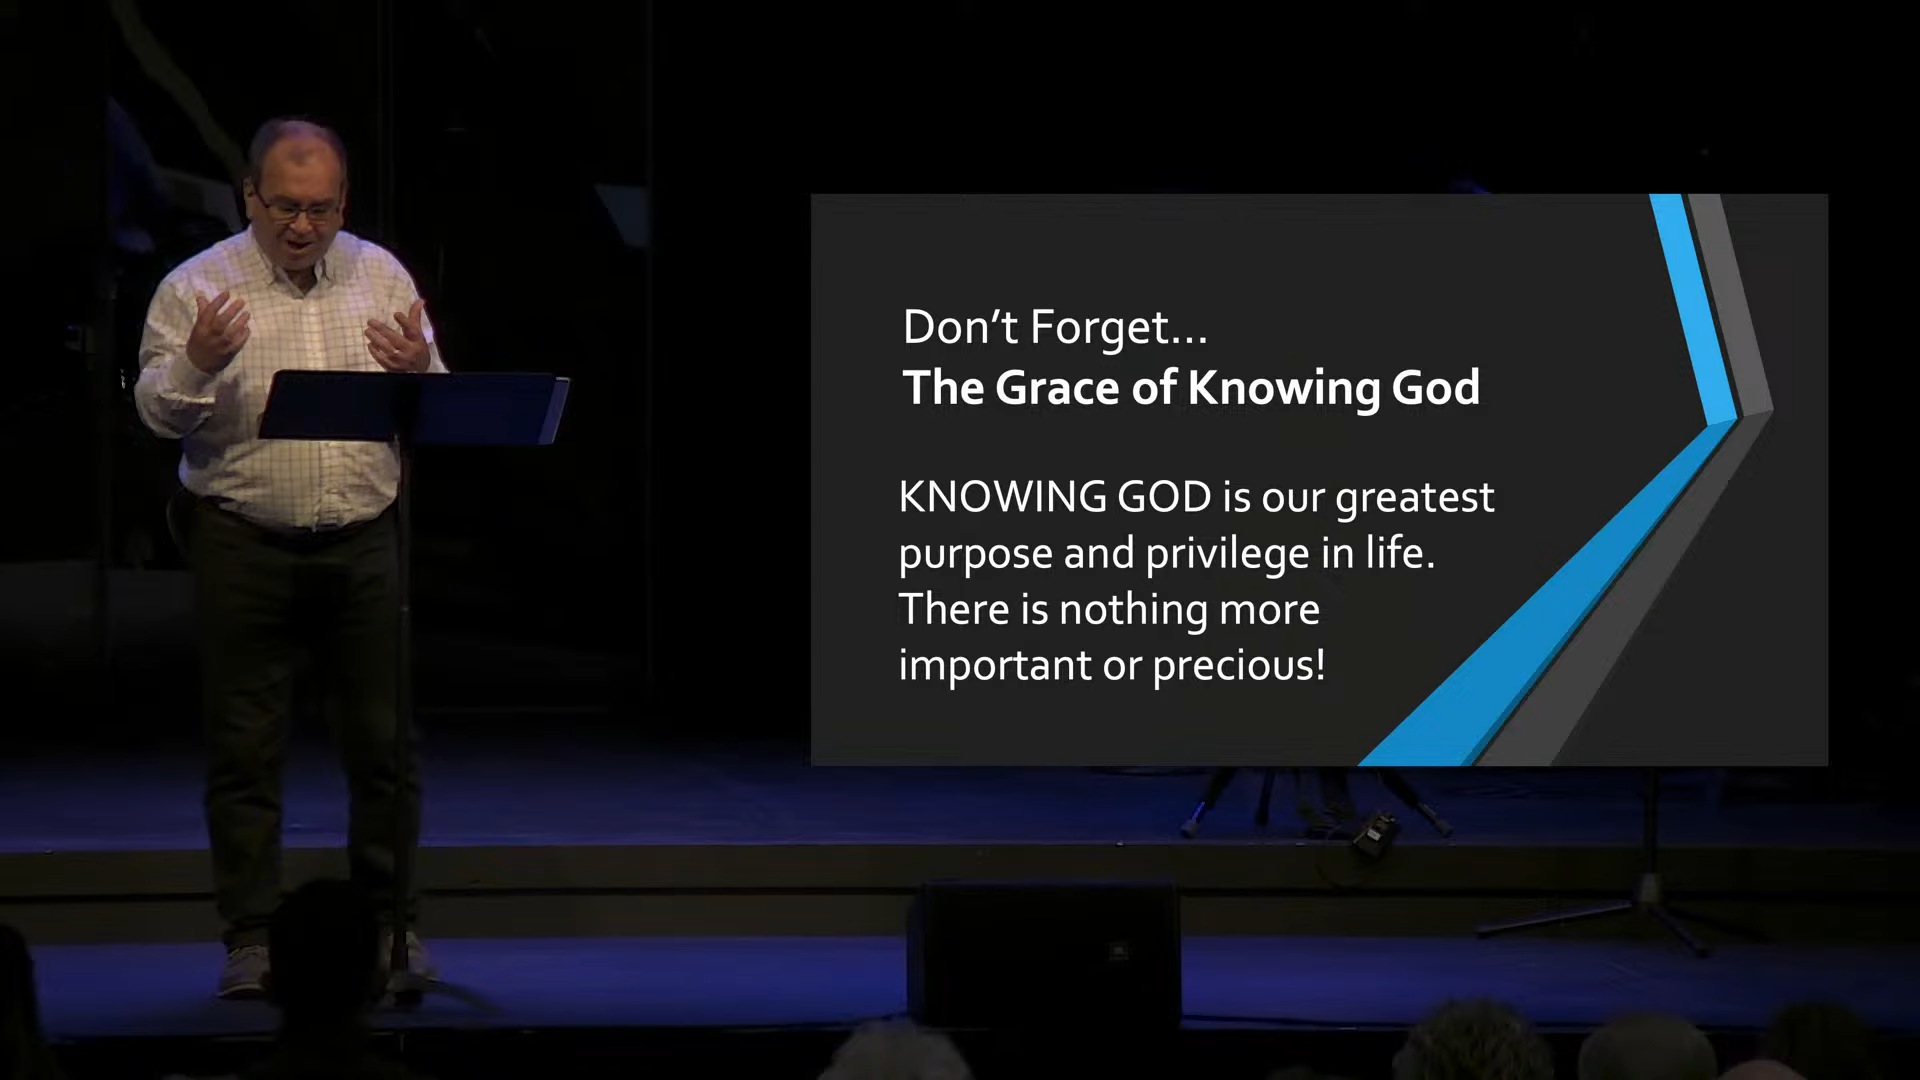 Don't Forget...
The Grace of Knowing God
KNOWING GOD is our greatest
purpose and privilege in life.
There is nothing more
important or precious!